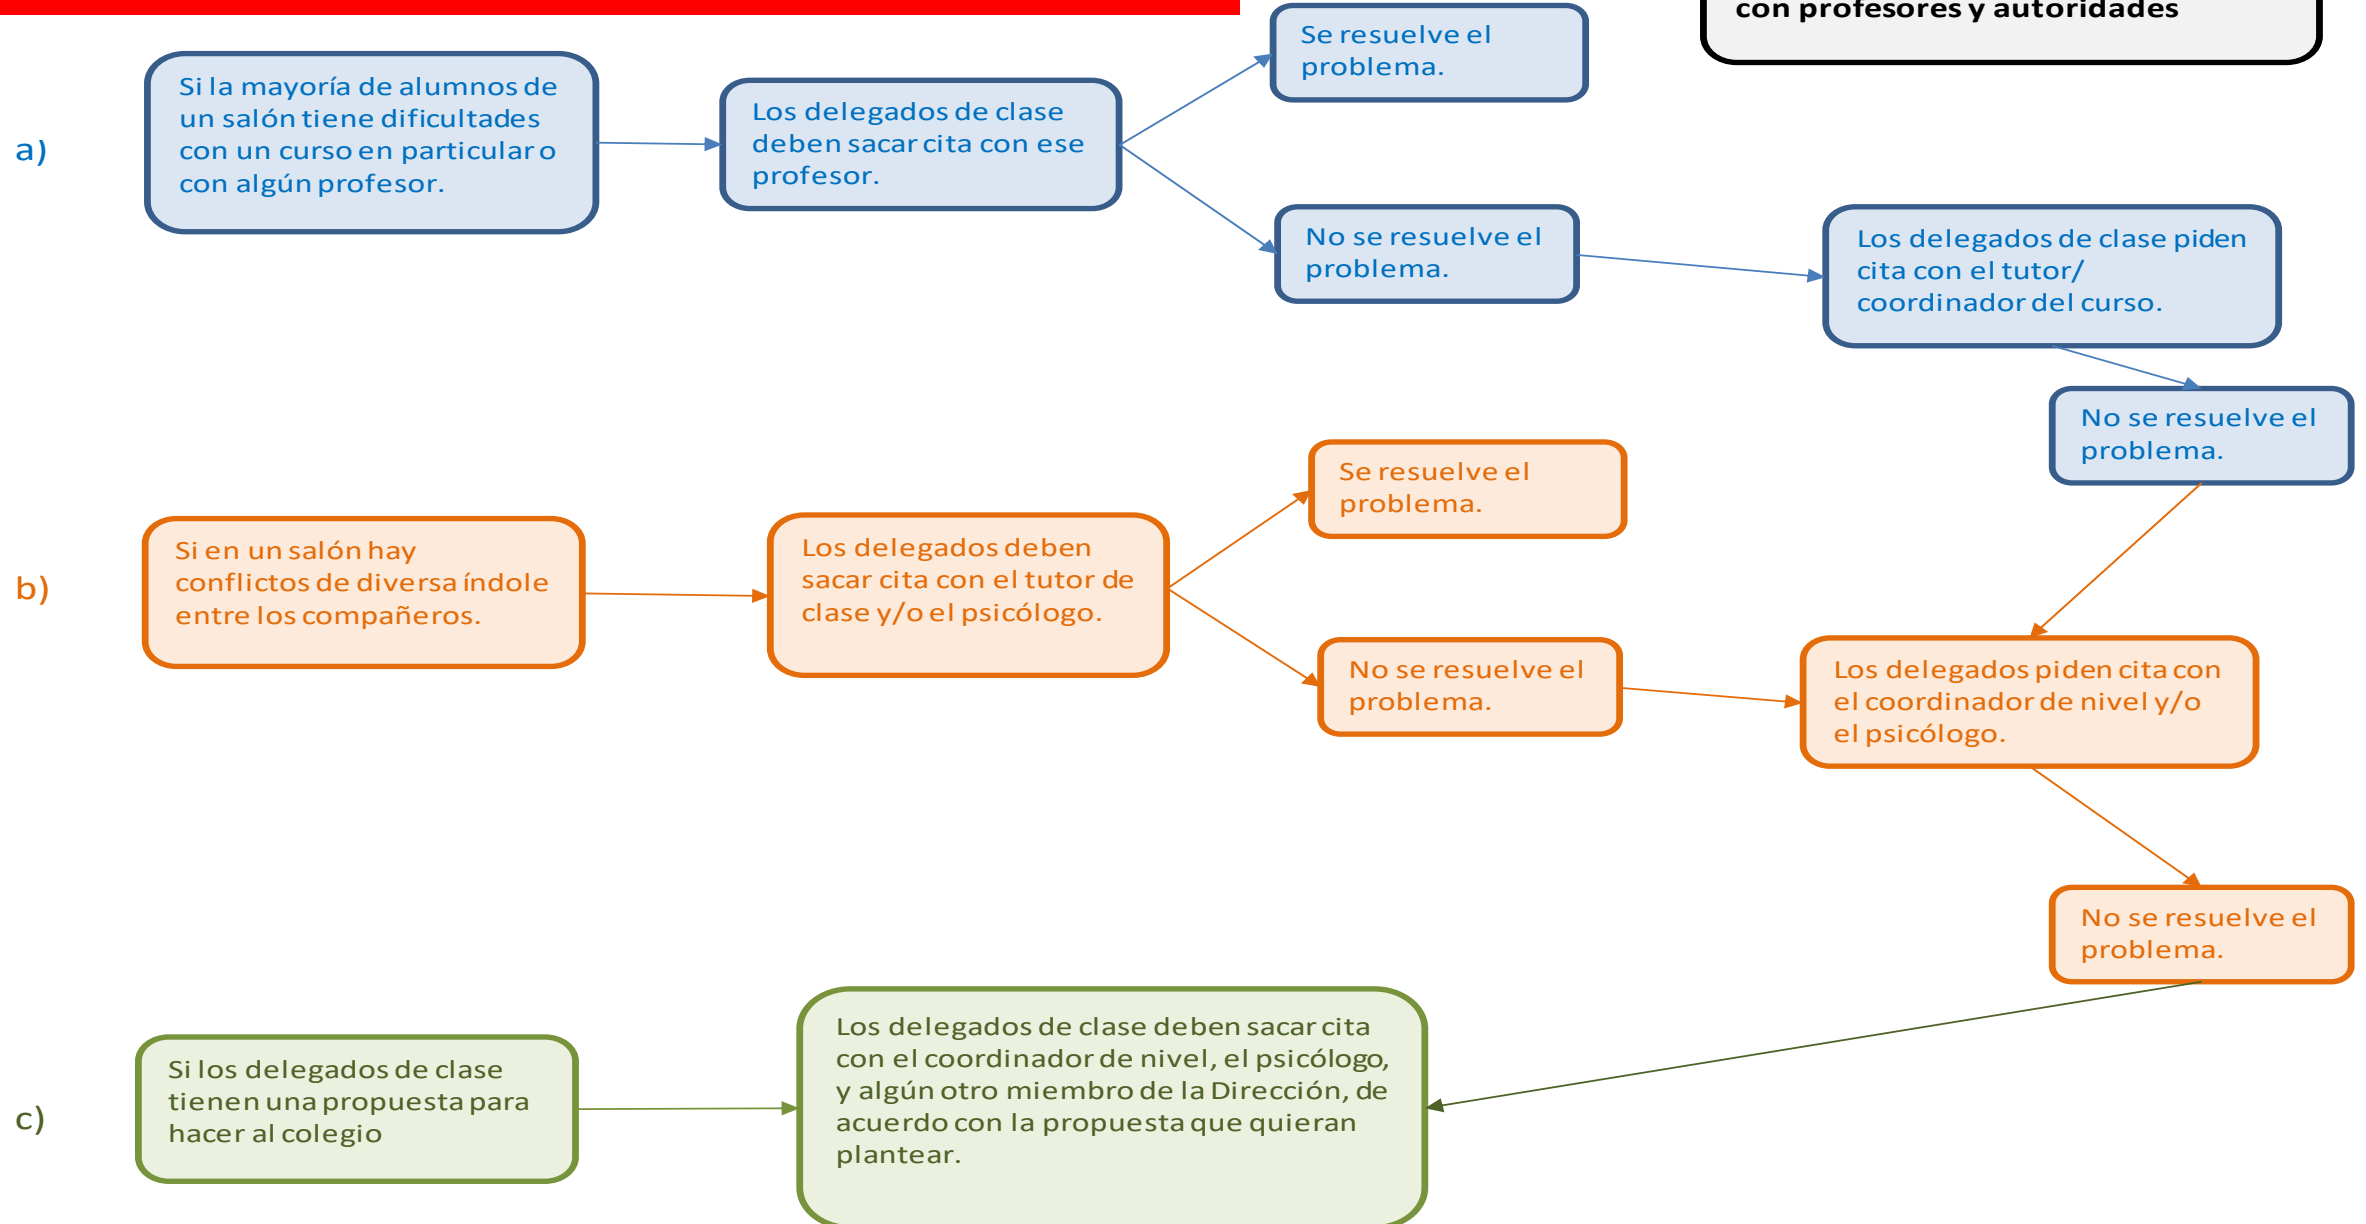 con profesores y autoridades
a)
Si la mayoría de alumnos de
un salón tiene dificultades
con un curso en particular o
con algún profesor.
Los delegados de clase
deben sacar cita con ese
profesor.
Se resuelve el
problema.
No se resuelve el
problema.
Los delegados de clase piden
cita con el tutor/
coordinador del curso.
No se resuelve el
problema.
b)
Si en un salón hay
conflictos de diversa índole
entre los compañeros.
Los delegados deben
sacar cita con el tutor de
clase y/o el psicólogo.
Se resuelve el
problema.
No se resuelve el
problema.
Los delegados piden cita con
el coordinador de nivel y/o
el psicólogo.
No se resuelve el
problema.
c)
Si los delegados de clase
tienen una propuesta para
hacer al colegio
Los delegados de clase deben sacar cita
con el coordinador de nivel, el psicólogo,
y algún otro miembro de la Dirección, de
acuerdo con la propuesta que quieran
plantear.